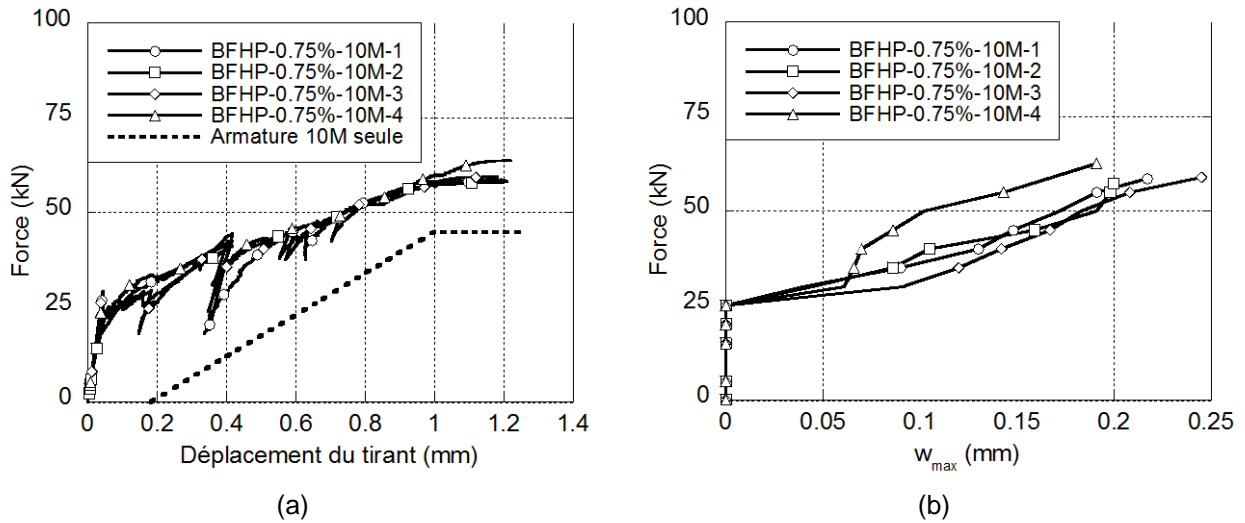 100
75
50
25
0
Force (kN)
BFHP-0.75%-10M-1
BFHP-0.75%-10M-2
BFHP-0.75%-10M-3
BFHP-0.75%-10M-4
Armature 10M seule
0 0.2 0.4 0.6 0.8 1 1.2 1.4
Déplacement du tirant (mm)
(a)
100
75
50
25
0
Force (kN)
BFHP-0.75%-10M-1
BFHP-0.75%-10M-2
BFHP-0.75%-10M-3
BFHP-0.75%-10M-4
0 0.05 0.1 0.15 0.2 0.25
w_max (mm)
(b)